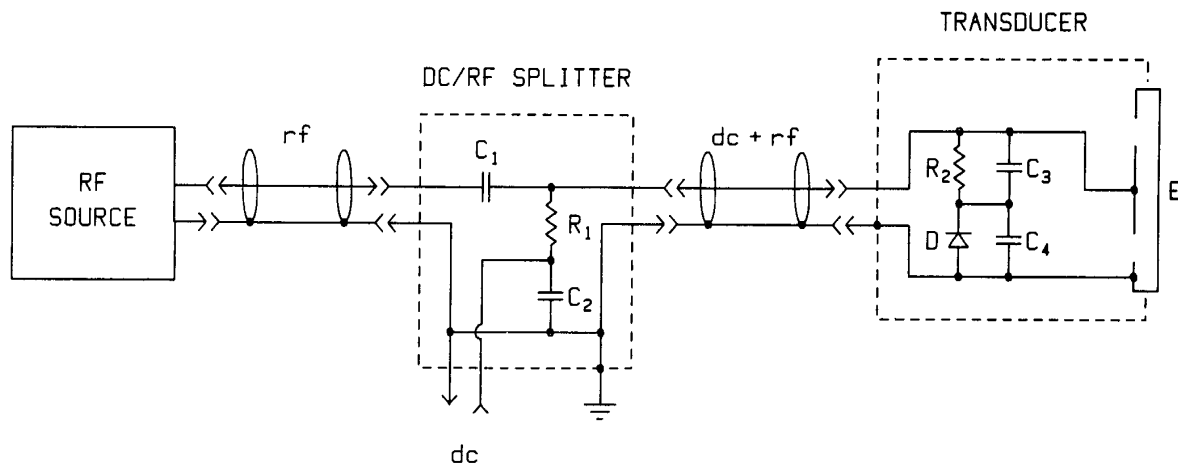 TRANSDUCER
DC/RF SPLITTER
rf
dc + rf
C₁
RF
SOURCE
R₂
C₃
E
R₁
D
C₄
C₂
dc